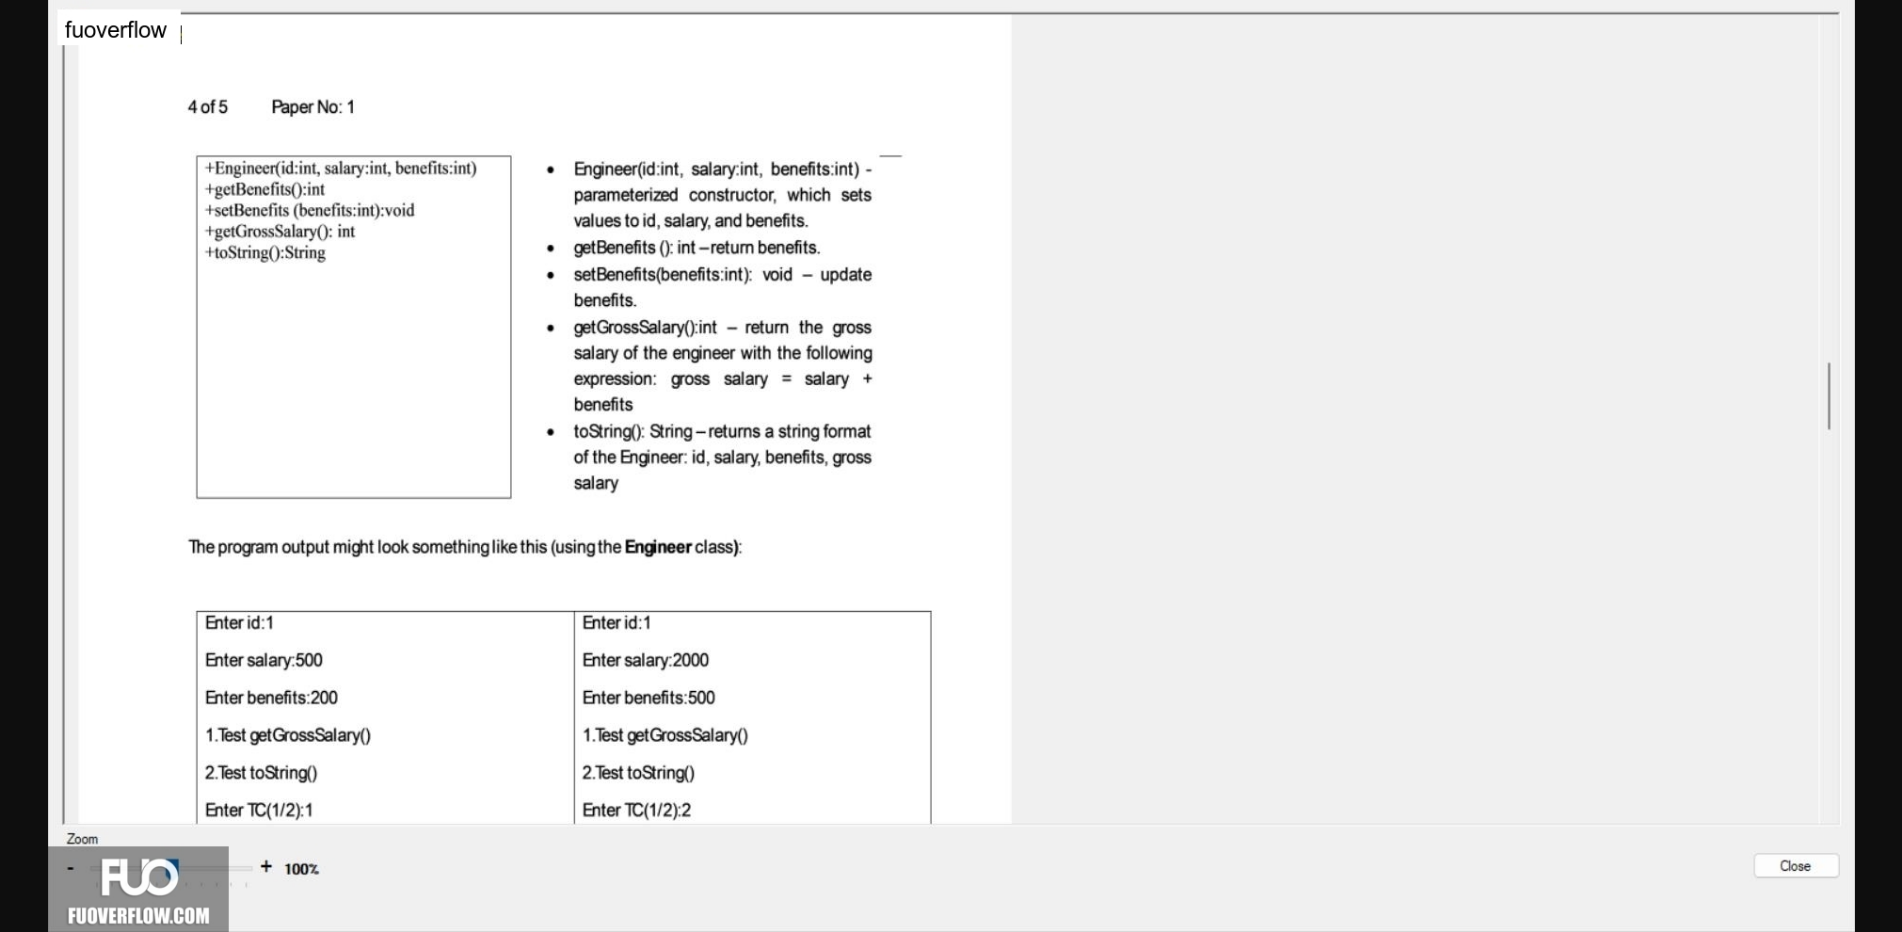 fuoverflow
4 of 5 Paper No: 1
+Engineer(id:int, salary:int, benefits:int)
+getBenefits():int
+setBenefits (benefits:int):void
+getGrossSalary(): int
+toString():String
• Engineer(id:int, salary:int, benefits:int) -
parameterized constructor, which sets
values to id, salary, and benefits.
• getBenefits (): int – return benefits.
• setBenefits(benefits:int): void – update
benefits.
• getGrossSalary():int – return the gross
salary of the engineer with the following
expression: gross salary = salary +
benefits
• toString(): String – returns a string format
of the Engineer: id, salary, benefits, gross
salary
The program output might look something like this (using the Engineer class):
Enter id:1
Enter salary:500
Enter benefits:200
1.Test getGrossSalary()
2.Test toString()
Enter TC(1/2):1
Enter id:1
Enter salary:2000
Enter benefits:500
1.Test getGrossSalary()
2.Test toString()
Enter TC(1/2):2
Zoom
- + 100%
Close
FUO
FUOVERFLOW.COM